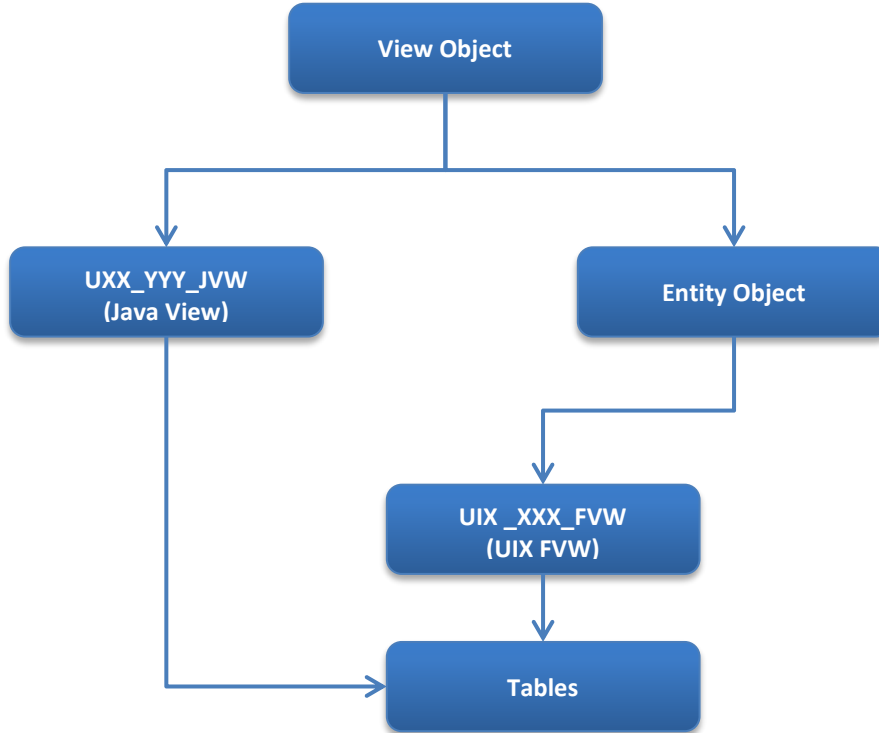 View Object
UXX_YYY_JVW
(Java View)
Entity Object
UIX _XXX_FVW
(UIX FVW)
Tables